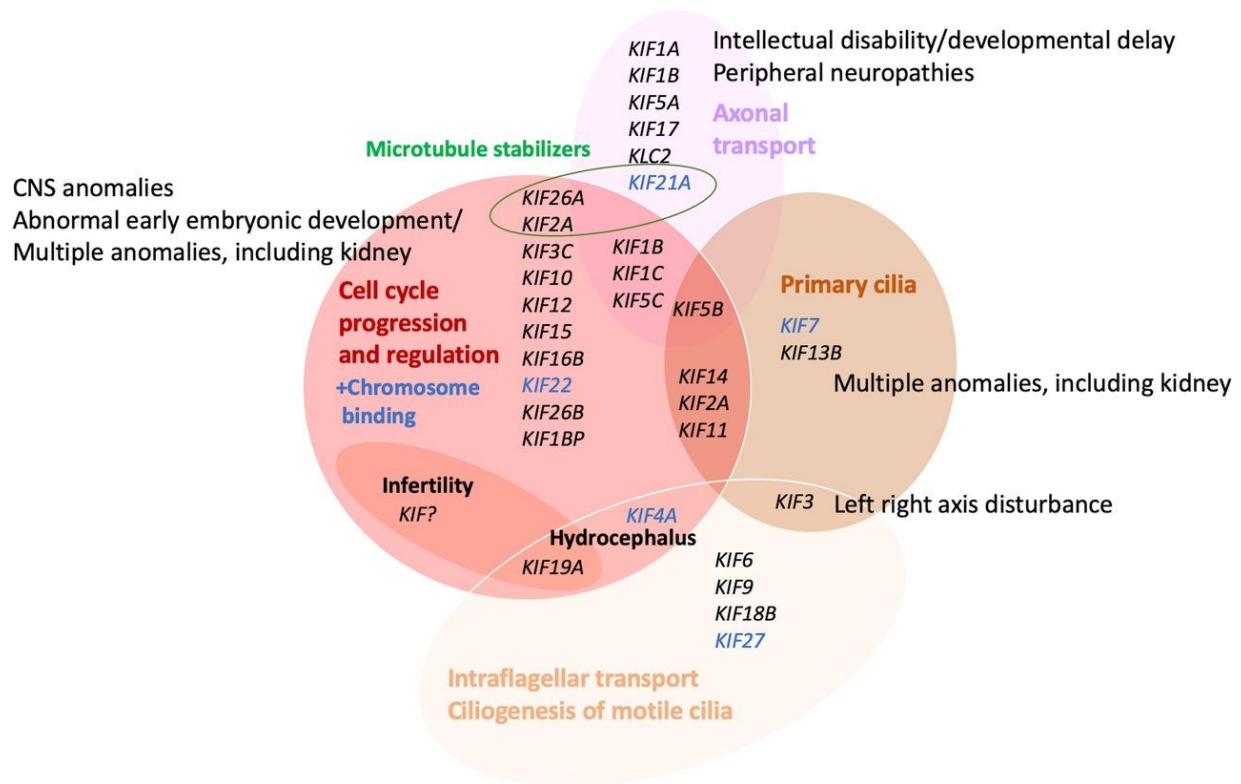 KIF1A
KIF1B
KIF5A
KIF17
KLC2
KIF21A
Intellectual disability/developmental delay
Peripheral neuropathies
Axonal
transport
Microtubule stabilizers
CNS anomalies
Abnormal early embryonic development/
Multiple anomalies, including kidney
Cell cycle
progression
and regulation
+Chromosome
binding
KIF26A
KIF2A
KIF3C
KIF10
KIF12
KIF15
KIF16B
KIF22
KIF26B
KIF1BP
KIF1B
KIF1C
KIF5C
KIF5B
KIF14
KIF2A
KIF11
Primary cilia
KIF7
KIF13B
Multiple anomalies, including kidney
KIF3
Left right axis disturbance
Infertility
KIF?
KIF4A
Hydrocephalus
KIF19A
KIF6
KIF9
KIF18B
KIF27
Intraflagellar transport
Ciliogenesis of motile cilia